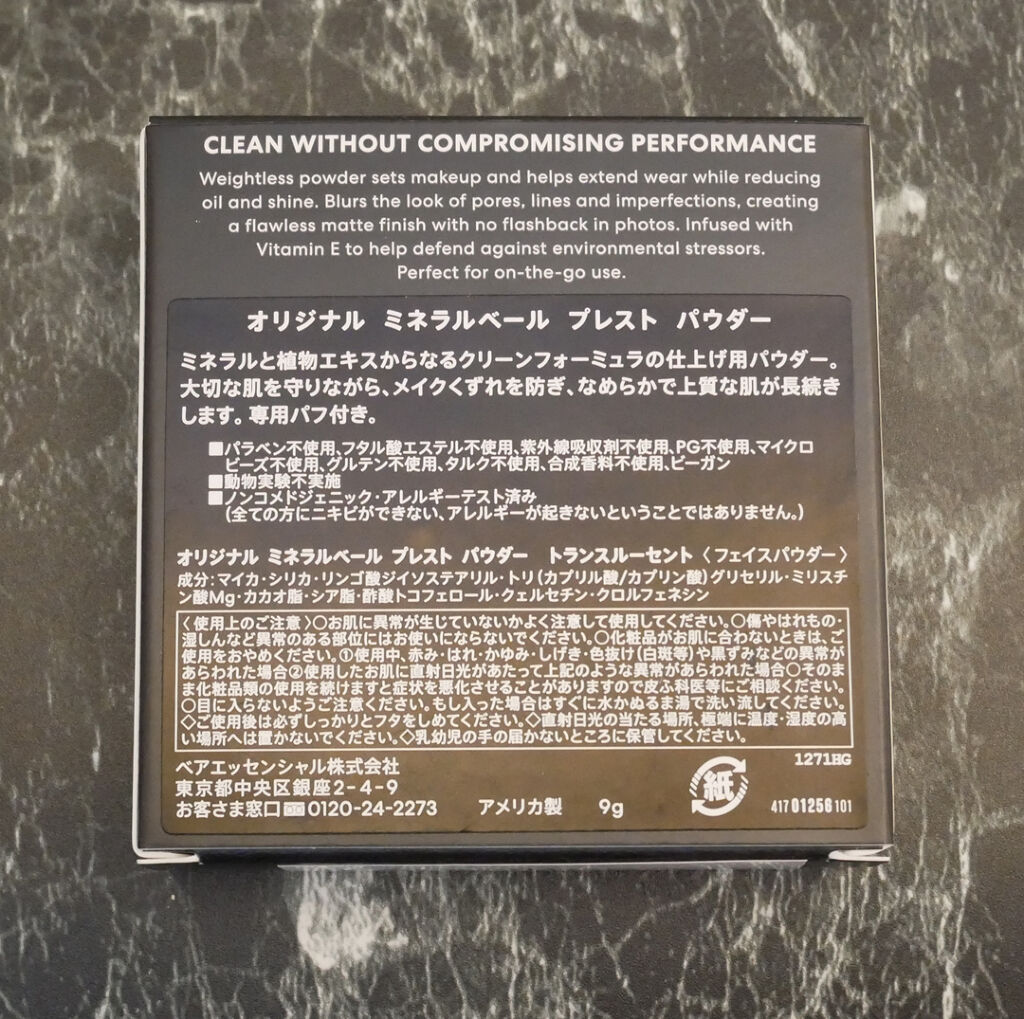 CLEAN WITHOUT COMPROMISING PERFORMANCE
Weightless powder sets makeup and helps extend wear while reducing
oil and shine. Blurs the look of pores, lines and imperfections, creating
a flawless matte finish with no flashback in photos. Infused with
Vitamin E to help defend against environmental stressors.
Perfect for on-the-go use.
オリジナル ミネラルベール プレスト パウダー
ミネラルと植物エキスからなるクリーンフォーミュラの仕上げ用パウダー。
大切な肌を守りながら、メイクくずれを防ぎ、なめらかで上質な肌が長続き
します。専用パフ付き。
■パラベン不使用、フタル酸エステル不使用、紫外線吸収剤不使用、PG不使用、マイクロ
ビーズ不使用、グルテン不使用、タルク不使用、合成香料不使用、ビーガン
■動物実験不実施
■ノンコメドジェニック・アレルギーテスト済み
(全ての方にニキビができない、アレルギーが起きないということではありません。)
オリジナル ミネラルベール プレスト パウダー トランスルーセント〈フェイスパウダー〉
成分:マイカ・シリカ・リンゴ酸ジイソステアリル・トリ(カプリル酸/カプリン酸)グリセリル・ミリスチ
ン酸Mg・カカオ脂・シア脂・酢酸トコフェロール・クェルセチン・クロルフェネシン
〈使用上のご注意〉○お肌に異常が生じていないかよく注意して使用してください。○傷やはれもの・
湿しんなど異常のある部位にはお使いにならないでください。○化粧品がお肌に合わないときは、ご
使用をおやめください。①使用中、赤み・はれ・かゆみ・しげき・色抜け(白斑等)や黒ずみなどの異常が
あらわれた場合②使用したお肌に直射日光があたって上記のような異常があらわれた場合○そのま
ま化粧品類の使用を続けますと症状を悪化させることがありますので皮ふ科医等にご相談ください。
○目に入らないようご注意ください。もし入った場合はすぐに水かぬるま湯で洗い流してください。
◇ご使用後は必ずしっかりとフタをしめてください。◇直射日光の当たる場所、極端に温度・湿度の高
い場所へは置かないでください。◇乳幼児の手の届かないところに保管してください。
1271HG
ベアエッセンシャル株式会社
東京都中央区銀座2-4-9
お客さま窓口 0120-24-2273 アメリカ製 9g
紙
417 01256 101